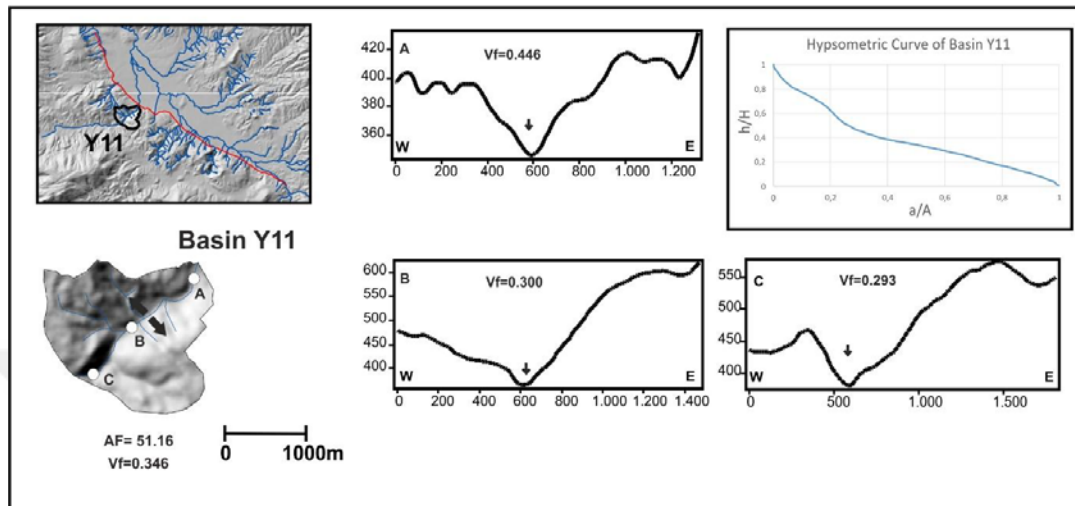 Y11
Basin Y11
A
B
C
AF= 51.16
Vf=0.346
0 1000m
A
Vf=0.446
420
400
380
360
W E
0 200 400 600 800 1.000 1.200
Hypsometric Curve of Basin Y11
h/H
1
0,8
0,6
0,4
0,2
0
0 0,2 0,4 0,6 0,8 1
a/A
B
Vf=0.300
600
550
500
450
400
W E
0 200 400 600 800 1.000 1.200 1.400
C
Vf=0.293
550
500
450
400
W E
0 500 1.000 1.500